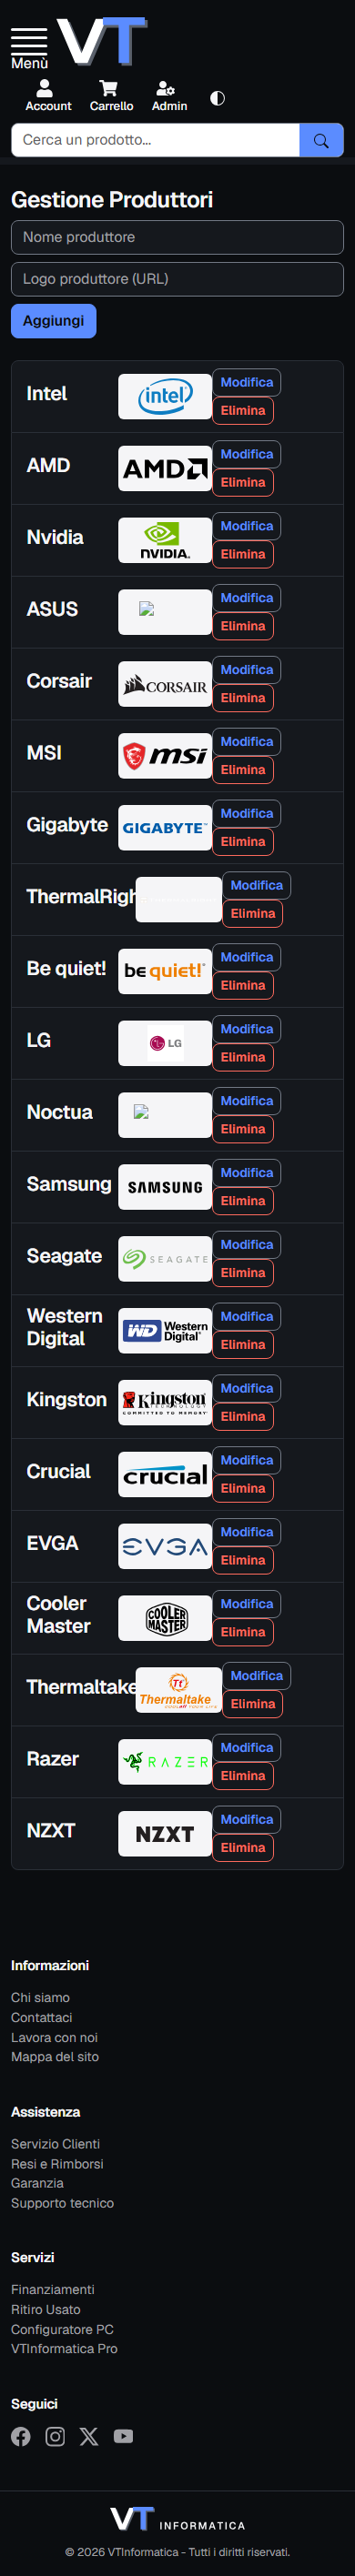 Menù
VT
Account
Carrello
Admin
Cerca un prodotto...
Gestione Produttori
Nome produttore
Logo produttore (URL)
Aggiungi
Intel
intel
Modifica
Elimina
AMD
AMD
Modifica
Elimina
Nvidia
NVIDIA.
Modifica
Elimina
ASUS
Modifica
Elimina
Corsair
CORSAIR
Modifica
Elimina
MSI
msi
Modifica
Elimina
Gigabyte
GIGABYTE™
Modifica
Elimina
ThermalRigh
Modifica
Elimina
Be quiet!
be quiet!®
Modifica
Elimina
LG
LG
Modifica
Elimina
Noctua
Modifica
Elimina
Samsung
SAMSUNG
Modifica
Elimina
Seagate
SEAGATE
Modifica
Elimina
Western
Digital
WD Western
Digital®
Modifica
Elimina
Kingston
Kingston
TECHNOLOGY
COMMITTED TO MEMORY
Modifica
Elimina
Crucial
crucial
Modifica
Elimina
EVGA
EVGA
Modifica
Elimina
Cooler
Master
COOLER
MASTER
Modifica
Elimina
Thermaltake
Tt
Thermaltake
Modifica
Elimina
Razer
RAZER
Modifica
Elimina
NZXT
NZXT
Modifica
Elimina
Informazioni
Chi siamo
Contattaci
Lavora con noi
Mappa del sito
Assistenza
Servizio Clienti
Resi e Rimborsi
Garanzia
Supporto tecnico
Servizi
Finanziamenti
Ritiro Usato
Configuratore PC
VTInformatica Pro
Seguici
VT INFORMATICA
© 2026 VTInformatica - Tutti i diritti riservati.